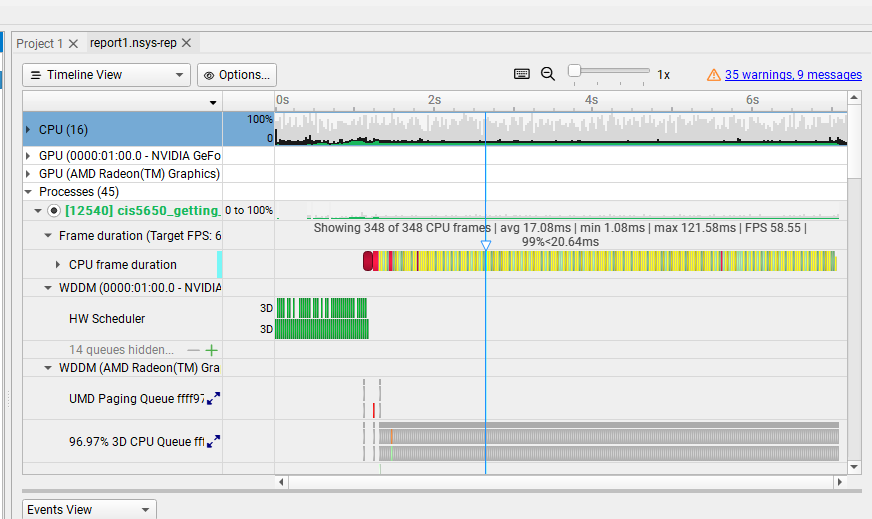 Project 1
report1.nsys-rep
Timeline View
Options...
1x
35 warnings, 9 messages
0s 2s 4s 6s
CPU (16)
100%
0
GPU (0000:01:00.0 - NVIDIA GeFo
GPU (AMD Radeon(TM) Graphics)
Processes (45)
[12540] cis5650_getting_
0 to 100%
Frame duration (Target FPS: 6
Showing 348 of 348 CPU frames | avg 17.08ms | min 1.08ms | max 121.58ms | FPS 58.55 |
99%<20.64ms
CPU frame duration
WDDM (0000:01:00.0 - NVIDIA
HW Scheduler
3D
3D
14 queues hidden...
WDDM (AMD Radeon(TM) Gra
UMD Paging Queue ffff97
96.97% 3D CPU Queue fff
Events View